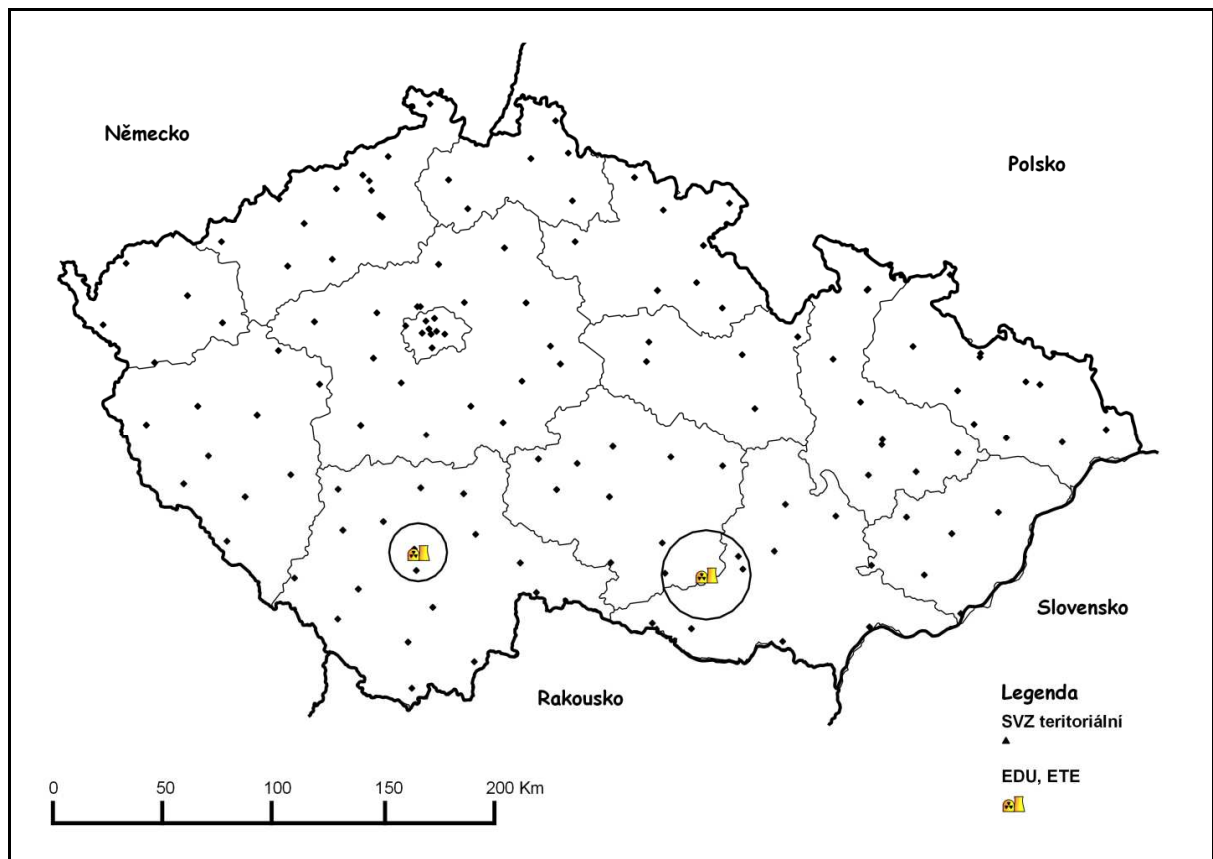 Německo
Polsko
Slovensko
Rakousko
Legenda
SVZ teritoriální
EDU, ETE
0 50 100 150 200 Km